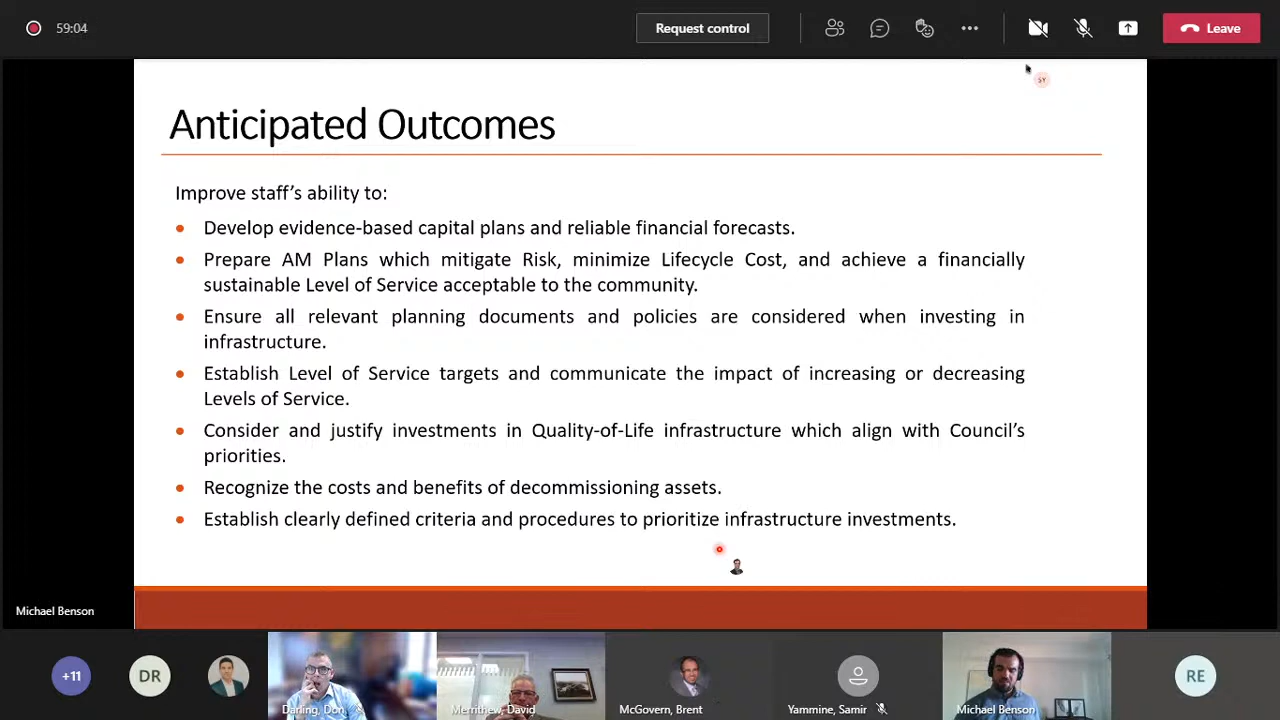 59:04
Request control
Leave
SY
Anticipated Outcomes
Improve staff's ability to:
• Develop evidence-based capital plans and reliable financial forecasts.
• Prepare AM Plans which mitigate Risk, minimize Lifecycle Cost, and achieve a financially
sustainable Level of Service acceptable to the community.
• Ensure all relevant planning documents and policies are considered when investing in
infrastructure.
• Establish Level of Service targets and communicate the impact of increasing or decreasing
Levels of Service.
• Consider and justify investments in Quality-of-Life infrastructure which align with Council's
priorities.
• Recognize the costs and benefits of decommissioning assets.
• Establish clearly defined criteria and procedures to prioritize infrastructure investments.
Michael Benson
+11
DR
RE
Darling, Don
Merrithew, David
McGovern, Brent
Yammine, Samir
Michael Benson